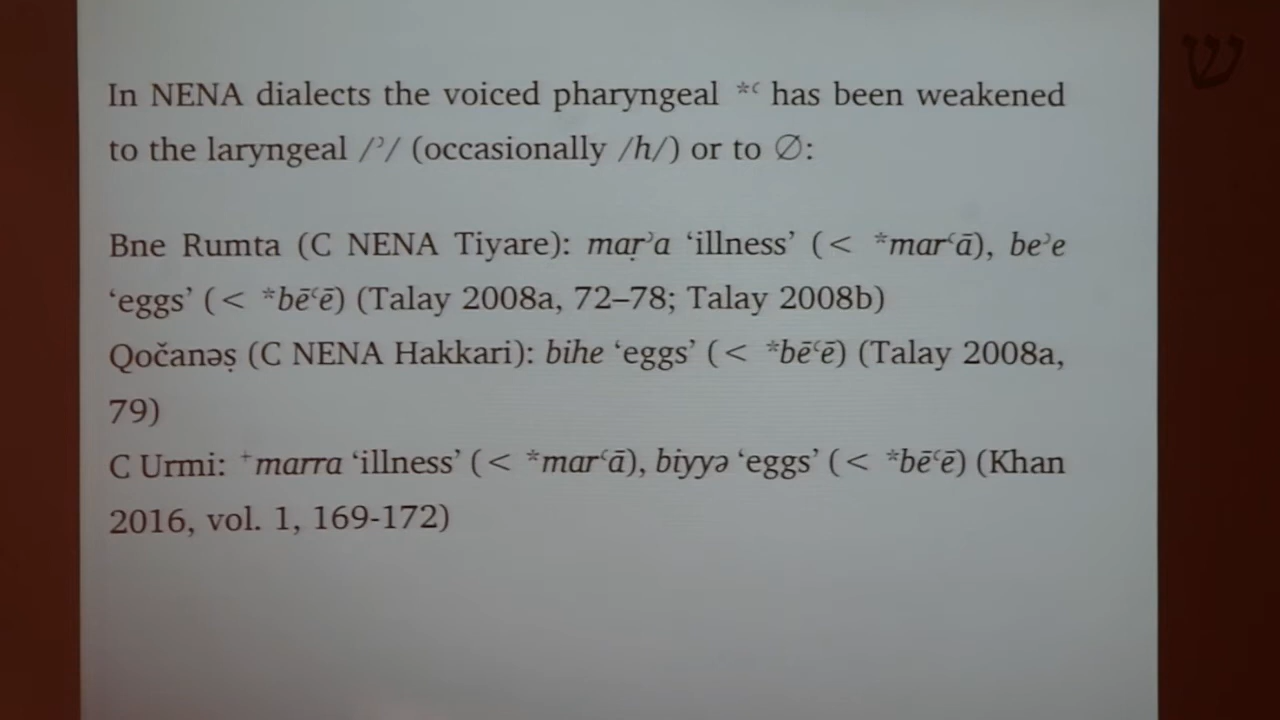 In NENA dialects the voiced pharyngeal *ʿ has been weakened
to the laryngeal /ʾ/ (occasionally /h/) or to ∅:
Bne Rumta (C NENA Tiyare): maṛʾa ‘illness’ (< *marʿā), beʾe
‘eggs’ (< *bēʿē) (Talay 2008a, 72–78; Talay 2008b)
Qočanəṣ (C NENA Hakkari): bihe ‘eggs’ (< *bēʿē) (Talay 2008a,
79)
C Urmi: ⁺marra ‘illness’ (< *marʿā), biyyə ‘eggs’ (< *bēʿē) (Khan
2016, vol. 1, 169-172)
ש